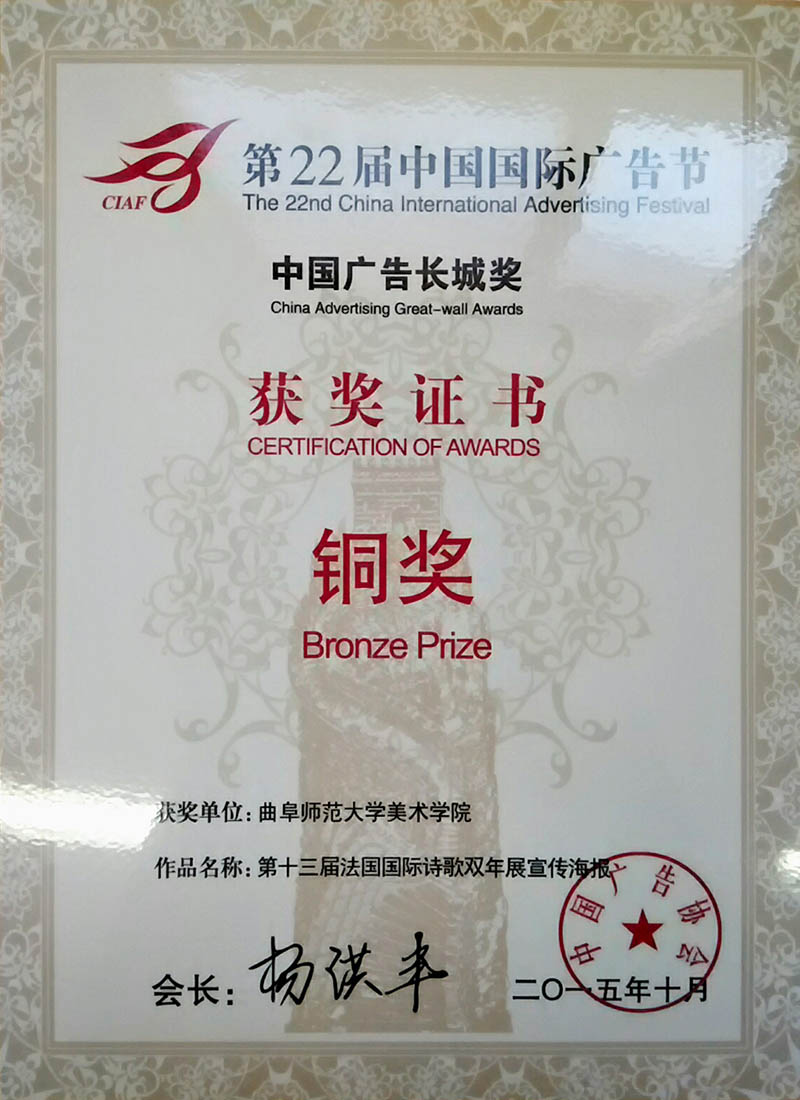 CIAF
第22届中国国际广告节
The 22nd China International Advertising Festival
中国广告长城奖
China Advertising Great-wall Awards
获奖证书
CERTIFICATION OF AWARDS
铜奖
Bronze Prize
获奖单位：曲阜师范大学美术学院
作品名称：第十三届法国国际诗歌双年展宣传海报
中国广告协会
会长：杨洪丰
二〇一五年十月